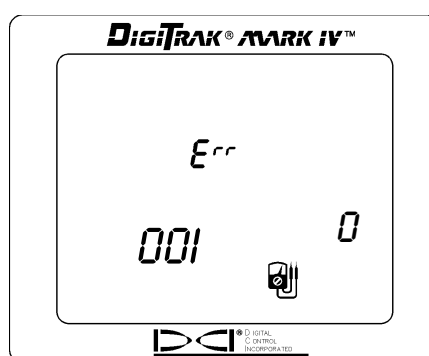 DIGITRAK® MARK IV™
Err
001 0
® DIGITAL
CONTROL
INCORPORATED